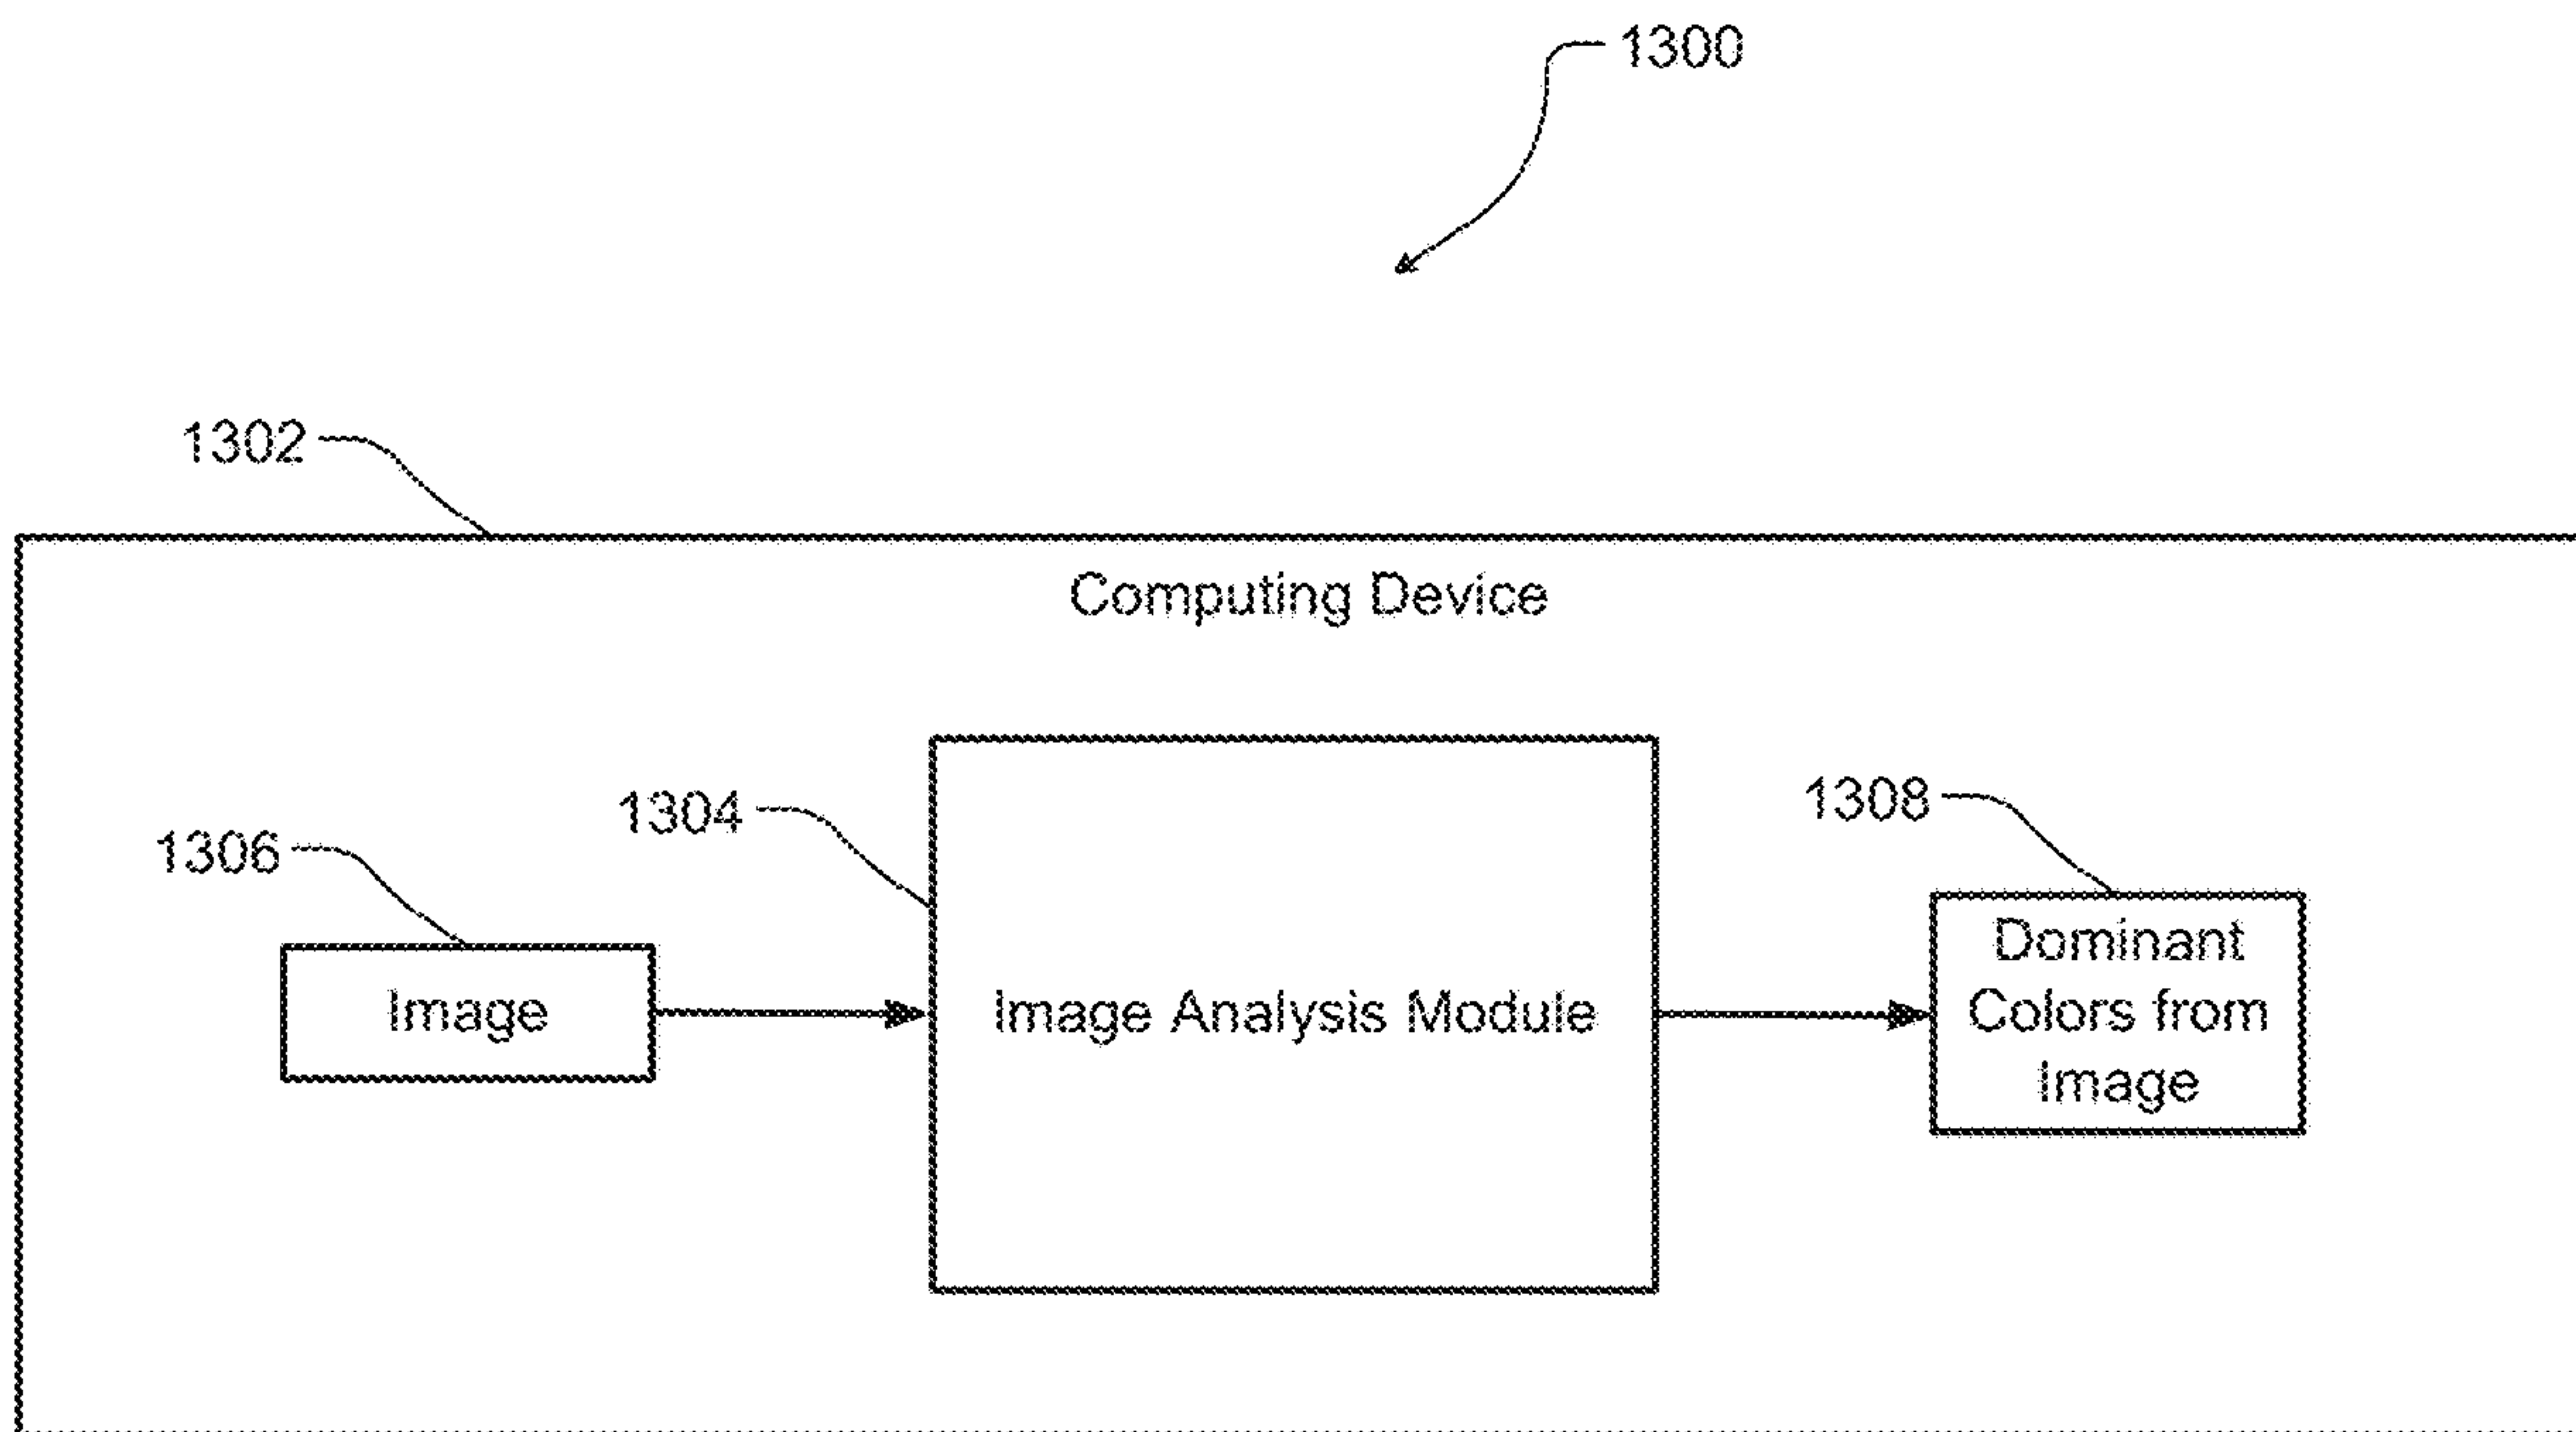 1300
1302
Computing Device
1304
1308
1306
Dominant
Colors from
Image
Image
Image Analysis Module